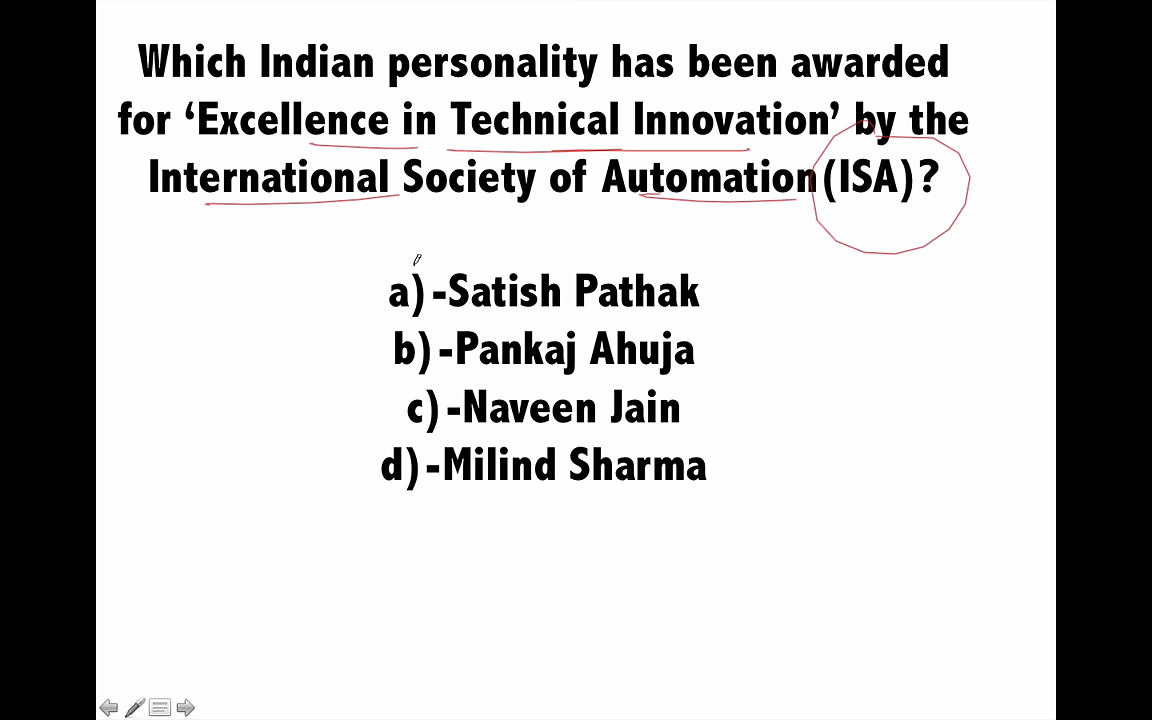 Which Indian personality has been awarded
for ‘Excellence in Technical Innovation’ by the
International Society of Automation(ISA)?
a)-Satish Pathak
b)-Pankaj Ahuja
c)-Naveen Jain
d)-Milind Sharma